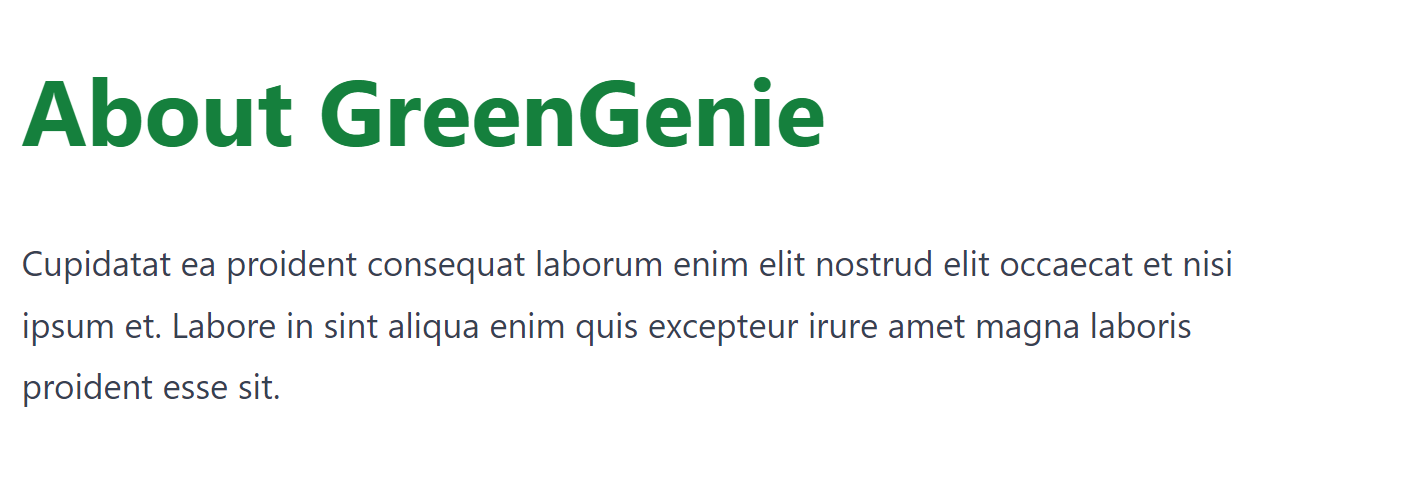 About GreenGenie
Cupidatat ea proident consequat laborum enim elit nostrud elit occaecat et nisi
ipsum et. Labore in sint aliqua enim quis excepteur irure amet magna laboris
proident esse sit.